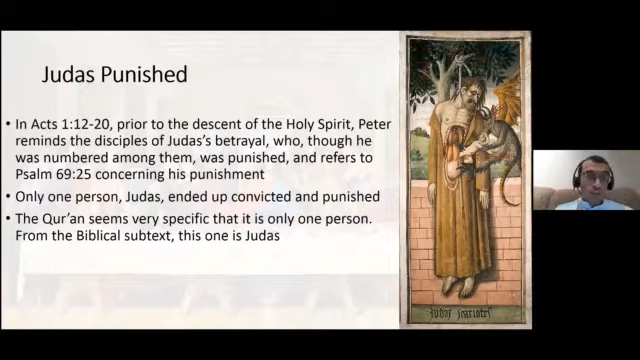 Judas Punished
• In Acts 1:12-20, prior to the descent of the Holy Spirit, Peter
reminds the disciples of Judas's betrayal, who, though he
was numbered among them, was punished, and refers to
Psalm 69:25 concerning his punishment
• Only one person, Judas, ended up convicted and punished
• The Qur'an seems very specific that it is only one person.
From the Biblical subtext, this one is Judas
Judas